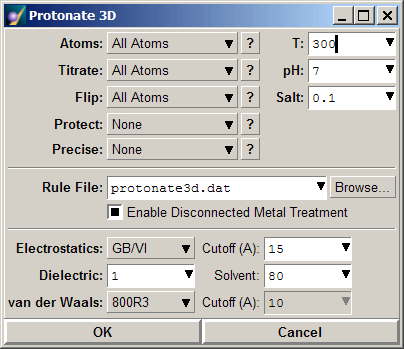 Protonate 3D
Atoms: All Atoms ? T: 300
Titrate: All Atoms ? pH: 7
Flip: All Atoms ? Salt: 0.1
Protect: None ?
Precise: None ?
Rule File: protonate3d.dat Browse...
Enable Disconnected Metal Treatment
Electrostatics: GB/VI Cutoff (A): 15
Dielectric: 1 Solvent: 80
van der Waals: 800R3 Cutoff (A): 10
OK Cancel